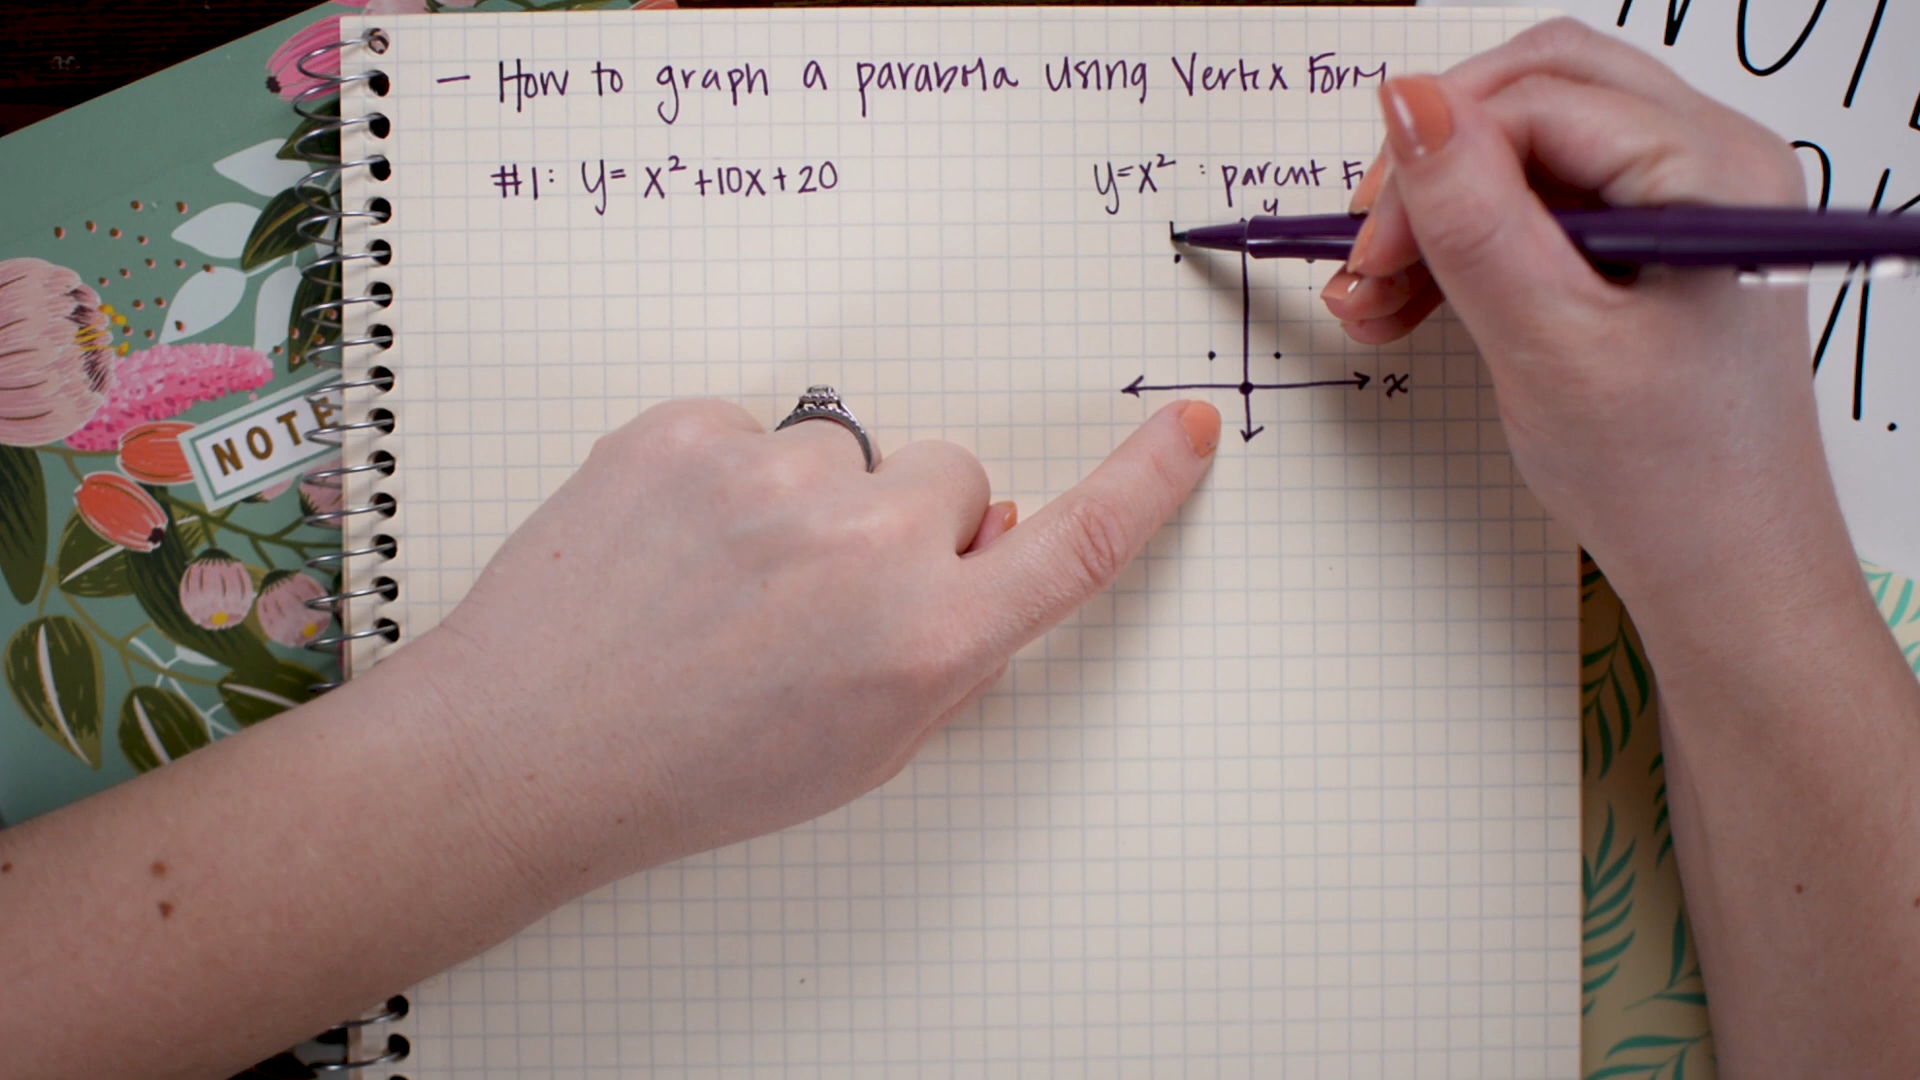 - How to graph a parabola using Vertex Form
#1: y= x²+10x+20
y=x² : parent
y
x
NOTE